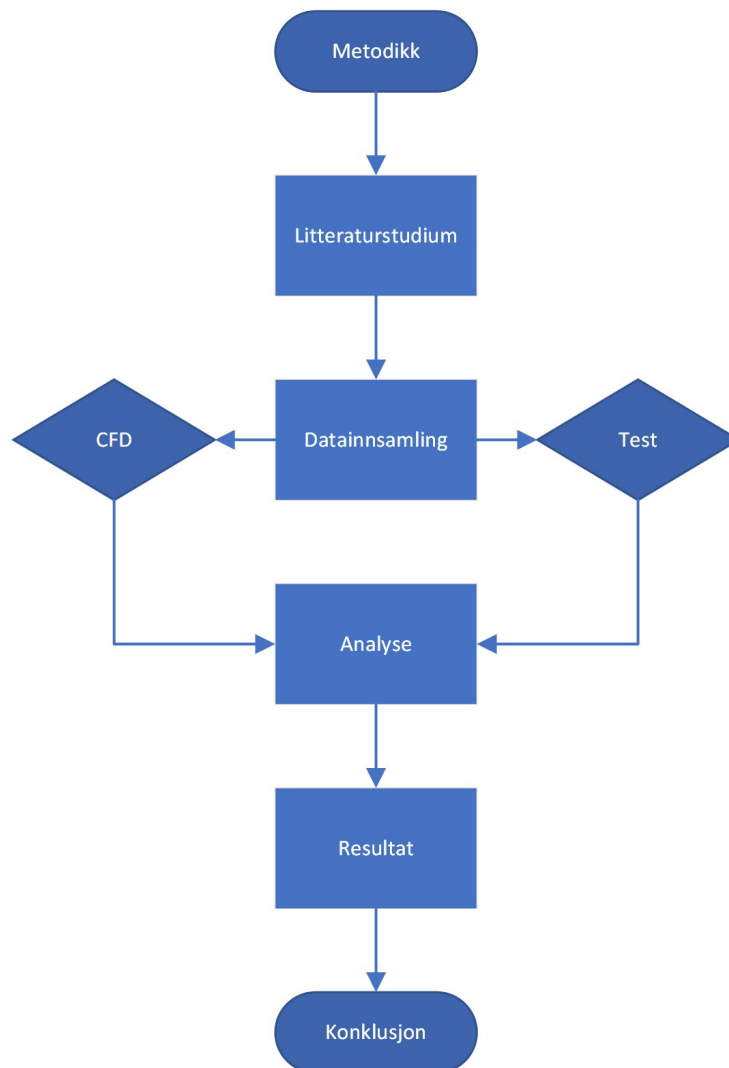 Metodikk
Litteraturstudium
CFD
Datainnsamling
Test
Analyse
Resultat
Konklusjon